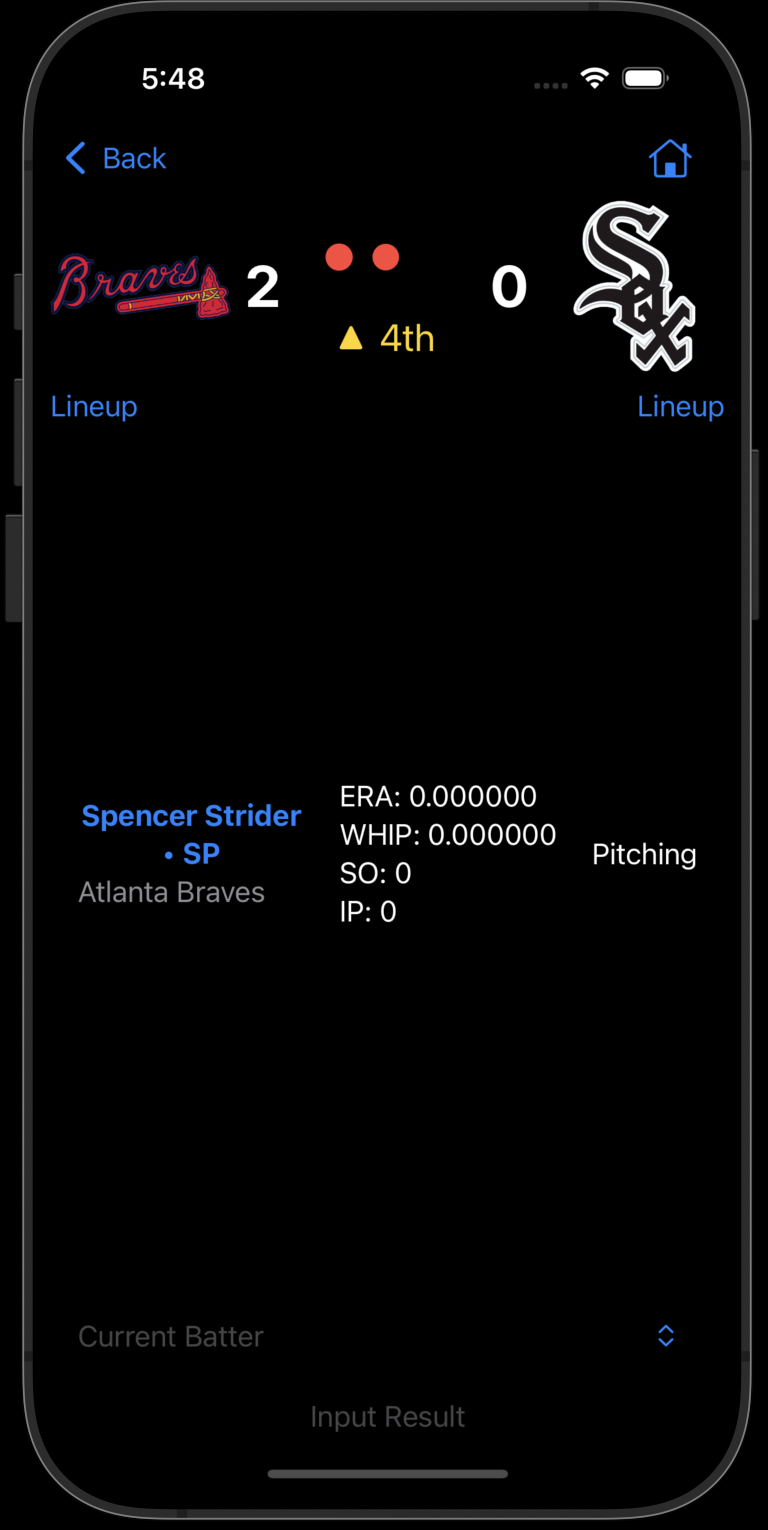 5:48
Back
Braves
2
0
Sox
▲ 4th
Lineup
Lineup
Spencer Strider
• SP
Atlanta Braves
ERA: 0.000000
WHIP: 0.000000
SO: 0
IP: 0
Pitching
Current Batter
Input Result